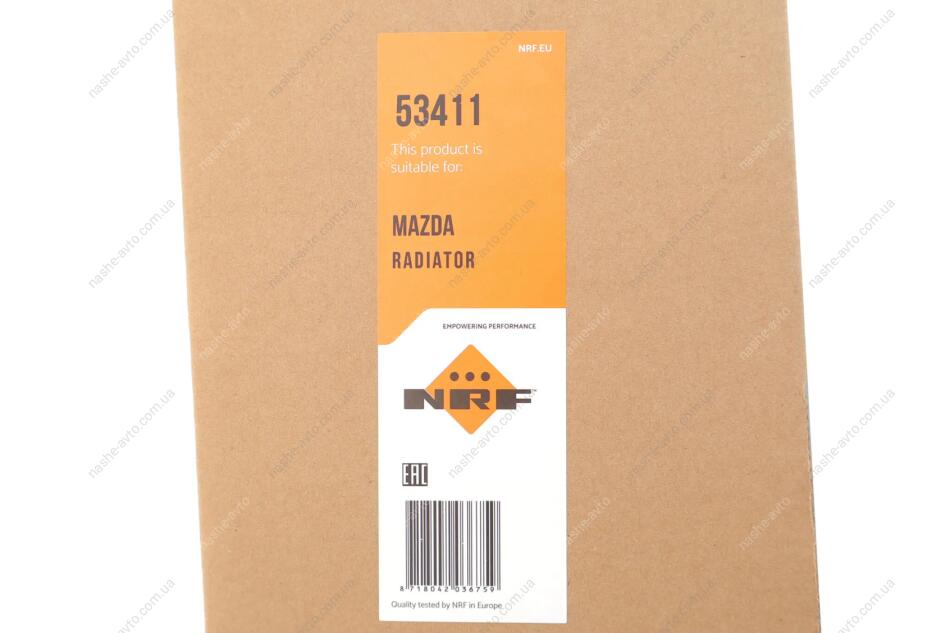 NRF.EU
53411
This product is
suitable for:
MAZDA
RADIATOR
EMPOWERING PERFORMANCE
NRF™
EAC
8 718042 036759
Quality tested by NRF in Europe
nashe-avto.com.ua